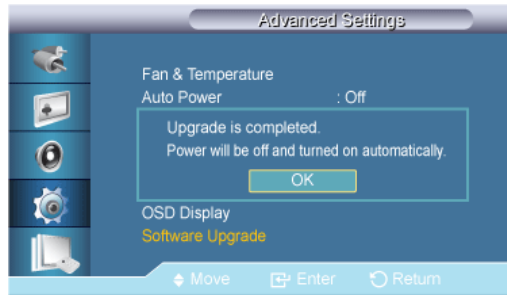 Advanced Settings
Fan & Temperature
Auto Power : Off
Upgrade is completed.
Power will be off and turned on automatically.
OK
OSD Display
Software Upgrade
Move Enter Return